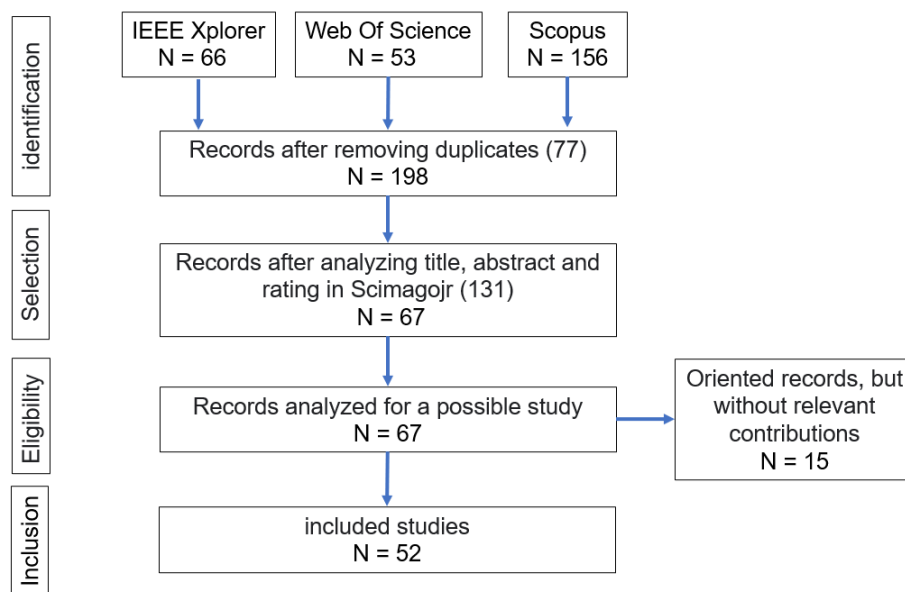 identification
IEEE Xplorer
N = 66
Web Of Science
N = 53
Scopus
N = 156
Records after removing duplicates (77)
N = 198
Selection
Records after analyzing title, abstract and
rating in Scimagojr (131)
N = 67
Eligibility
Records analyzed for a possible study
N = 67
Oriented records, but
without relevant
contributions
N = 15
Inclusion
included studies
N = 52